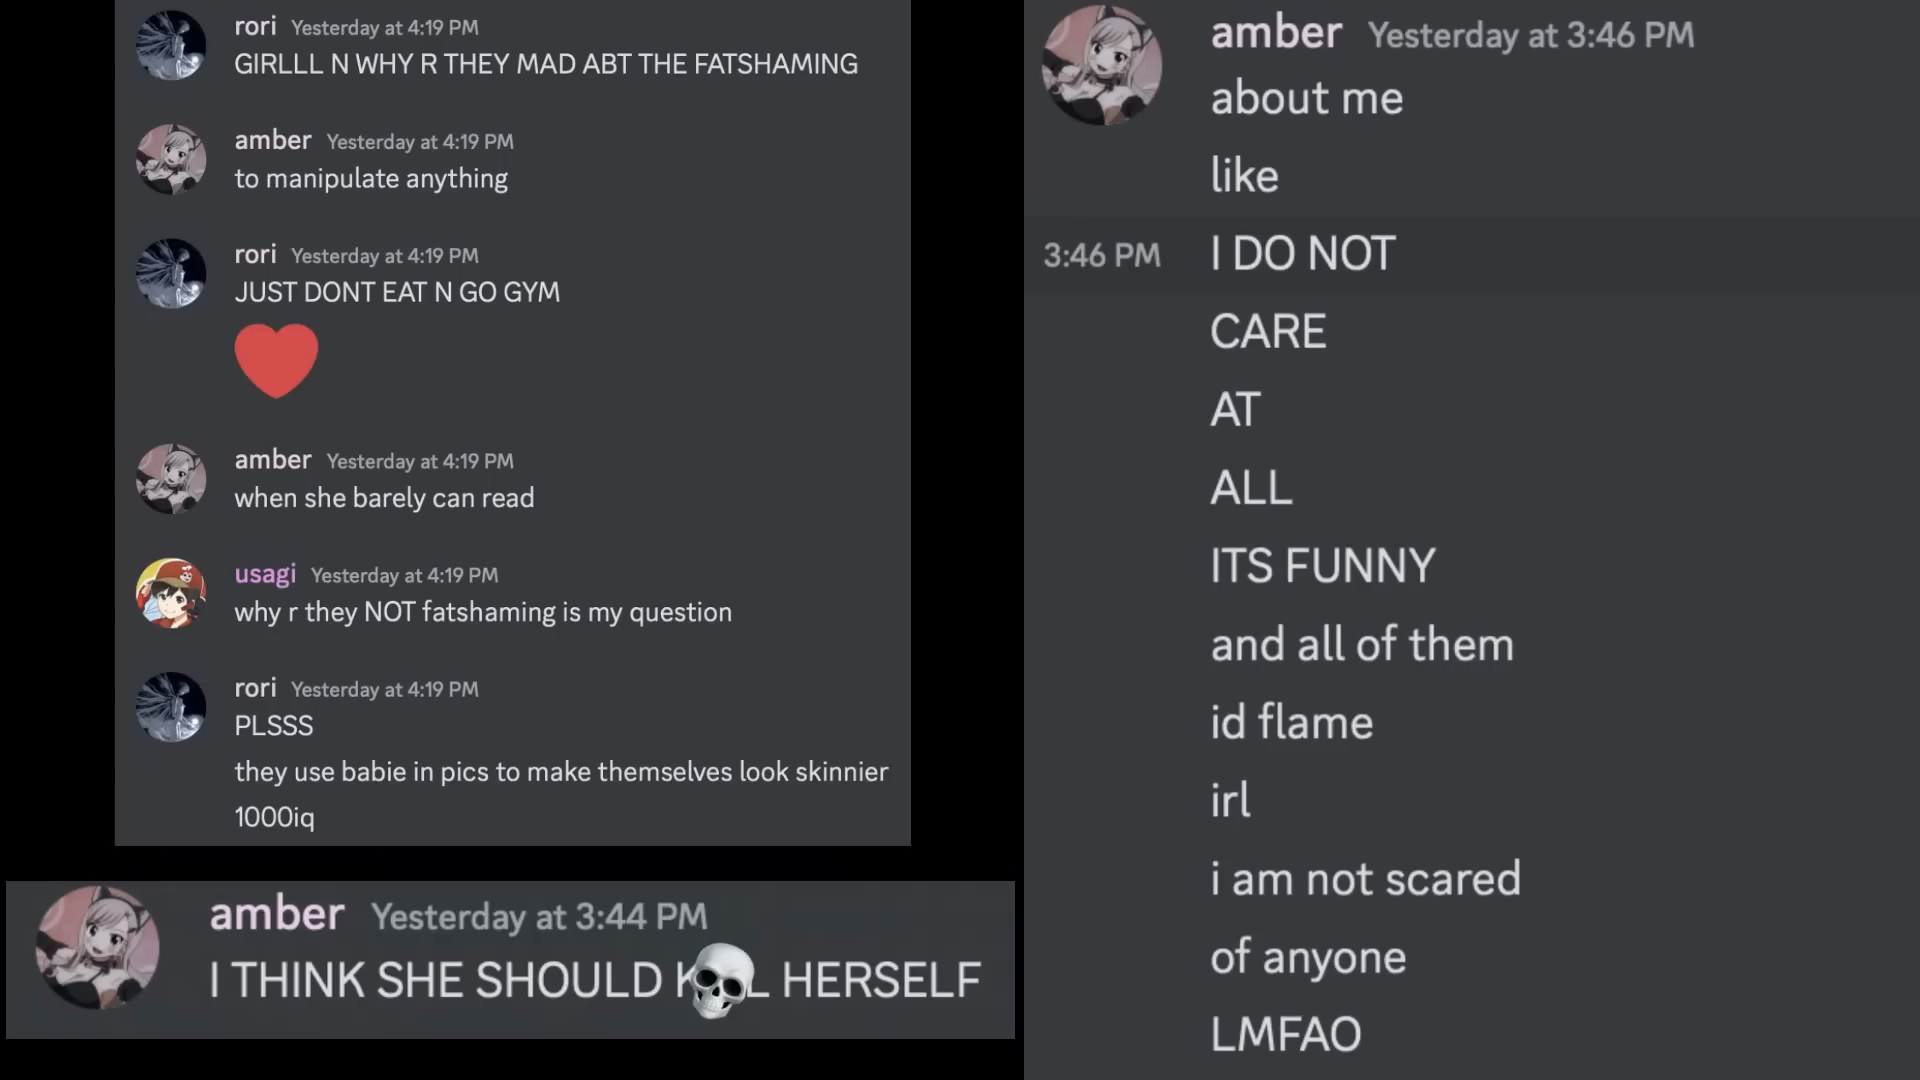 rori Yesterday at 4:19 PM
GIRLLL N WHY R THEY MAD ABT THE FATSHAMING
amber Yesterday at 4:19 PM
to manipulate anything
rori Yesterday at 4:19 PM
JUST DONT EAT N GO GYM
amber Yesterday at 4:19 PM
when she barely can read
usagi Yesterday at 4:19 PM
why r they NOT fatshaming is my question
rori Yesterday at 4:19 PM
PLSSS
they use babie in pics to make themselves look skinnier
1000iq
amber Yesterday at 3:44 PM
I THINK SHE SHOULD K💀L HERSELF
amber Yesterday at 3:46 PM
about me
like
3:46 PM I DO NOT
CARE
AT
ALL
ITS FUNNY
and all of them
id flame
irl
i am not scared
of anyone
LMFAO